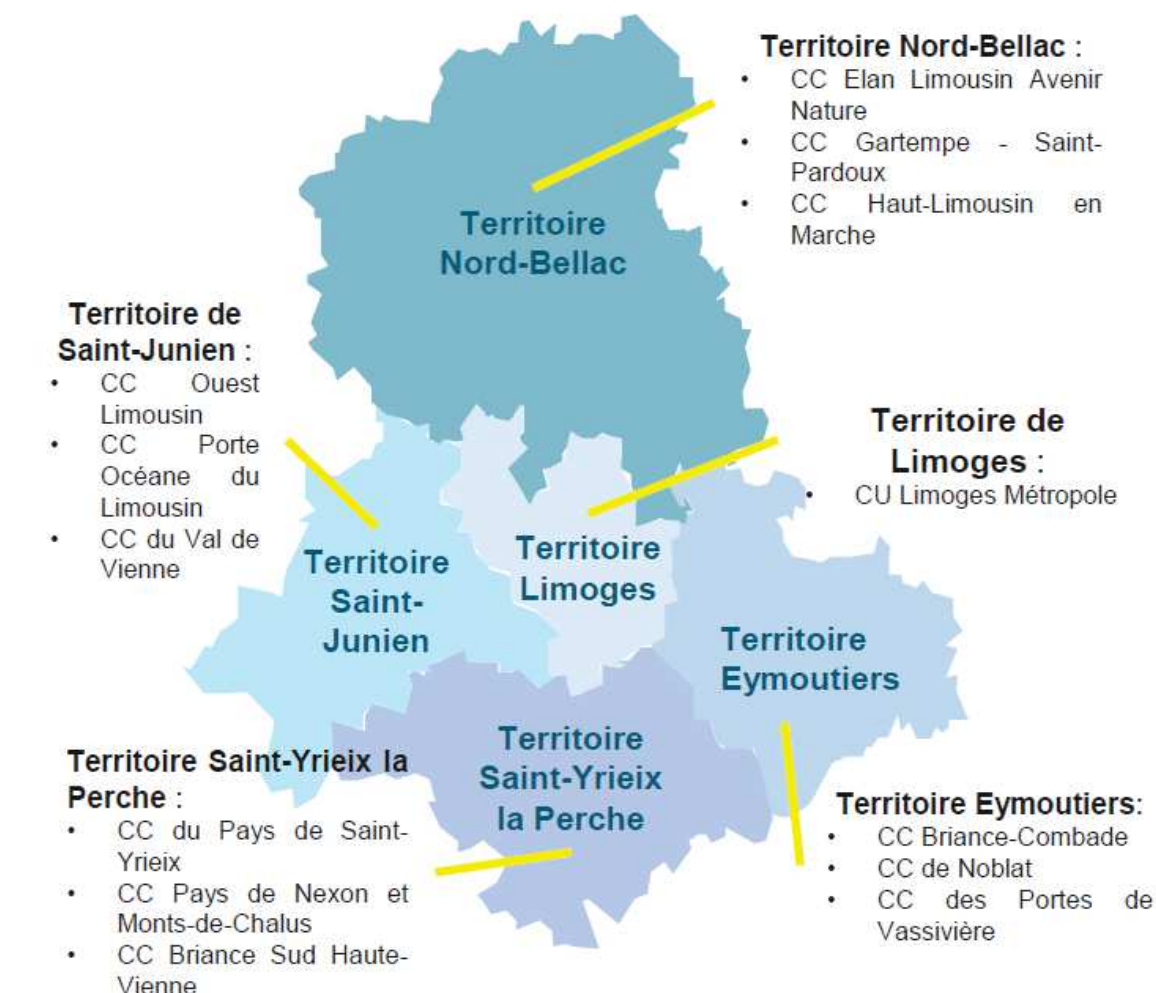 Territoire Nord-Bellac :
• CC Elan Limousin Avenir
Nature
• CC Gartempe - Saint-
Pardoux
• CC Haut-Limousin en
Marche
Territoire
Nord-Bellac
Territoire de
Saint-Junien :
• CC Ouest
Limousin
• CC Porte
Océane du
Limousin
• CC du Val de
Vienne
Territoire de
Limoges :
• CU Limoges Métropole
Territoire
Limoges
Territoire
Saint-
Junien
Territoire
Eymoutiers
Territoire
Saint-Yrieix
la Perche
Territoire Saint-Yrieix la
Perche :
• CC du Pays de Saint-
Yrieix
• CC Pays de Nexon et
Monts-de-Chalus
• CC Briance Sud Haute-
Vienne
Territoire Eymoutiers:
• CC Briance-Combade
• CC de Noblat
• CC des Portes de
Vassivière